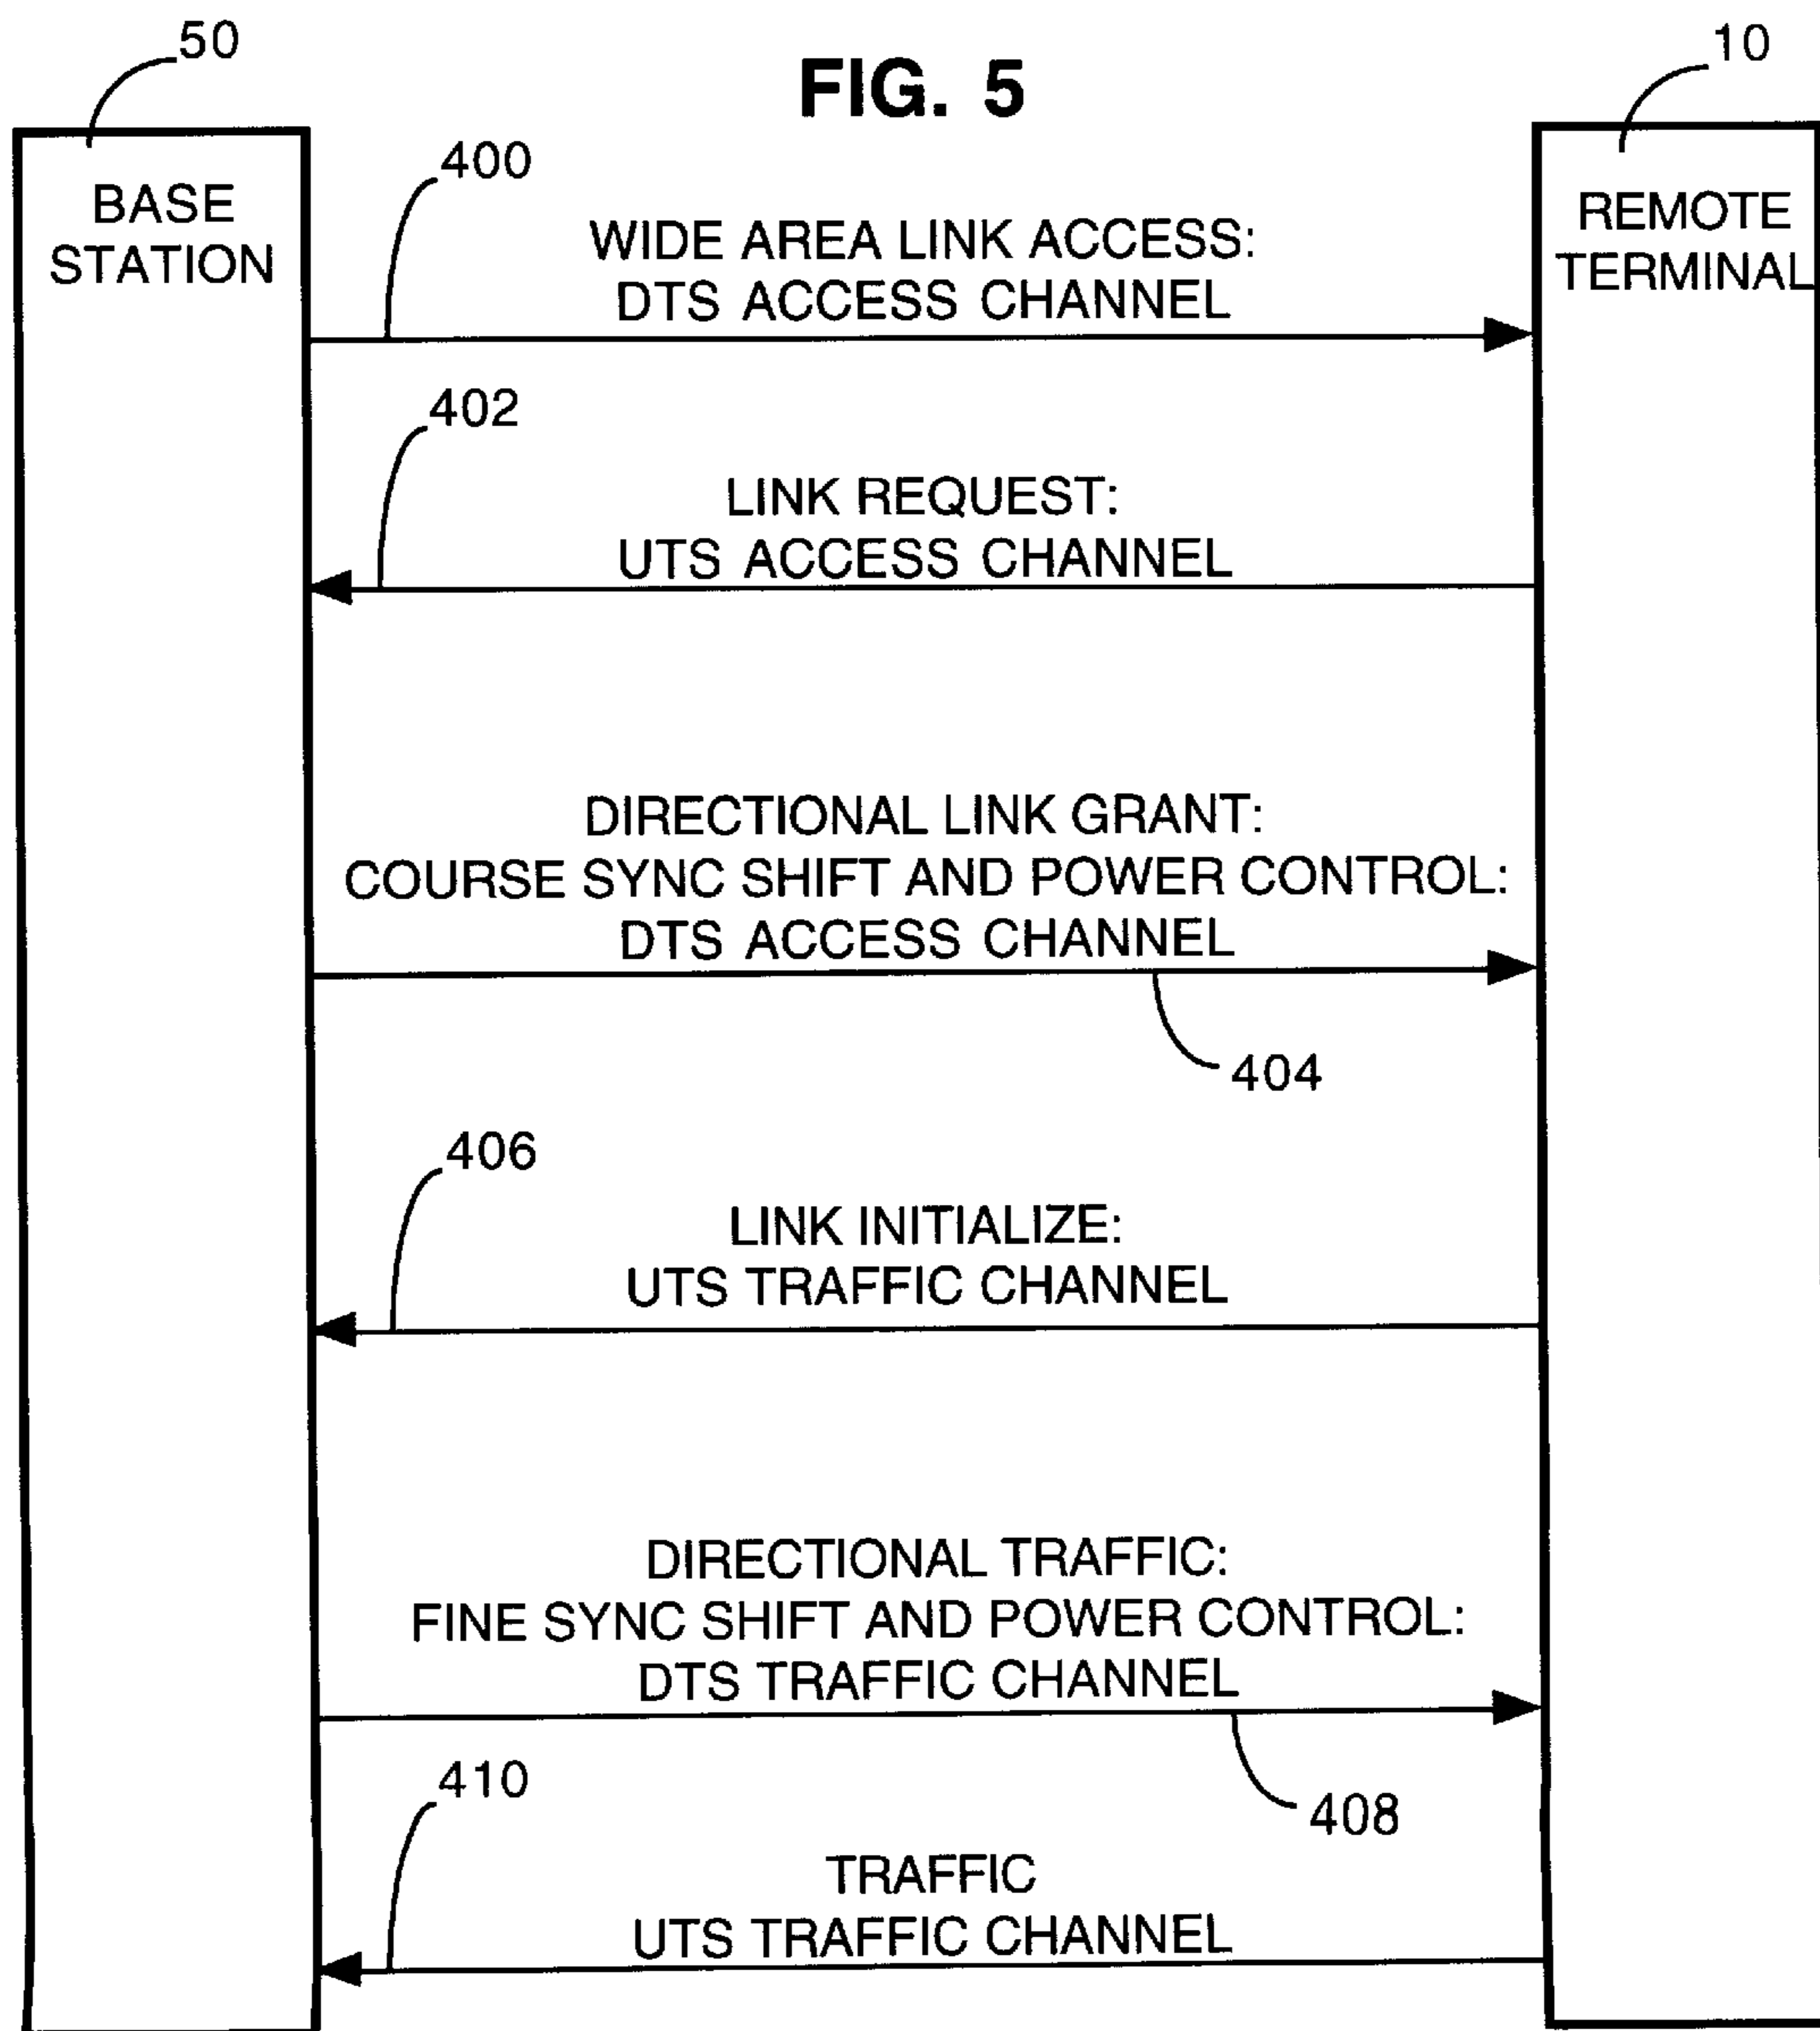 50
FIG. 5
10
BASE
STATION
400
WIDE AREA LINK ACCESS:
DTS ACCESS CHANNEL
REMOTE
TERMINAL
402
LINK REQUEST:
UTS ACCESS CHANNEL
DIRECTIONAL LINK GRANT:
COURSE SYNC SHIFT AND POWER CONTROL:
DTS ACCESS CHANNEL
404
406
LINK INITIALIZE:
UTS TRAFFIC CHANNEL
DIRECTIONAL TRAFFIC:
FINE SYNC SHIFT AND POWER CONTROL:
DTS TRAFFIC CHANNEL
408
410
TRAFFIC
UTS TRAFFIC CHANNEL